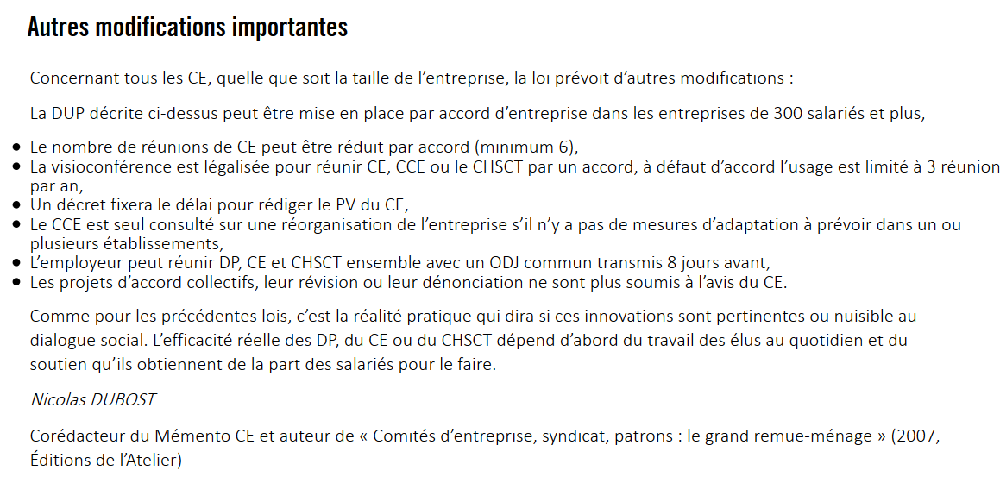 Autres modifications importantes
Concernant tous les CE, quelle que soit la taille de l’entreprise, la loi prévoit d’autres modifications :
La DUP décrite ci-dessus peut être mise en place par accord d’entreprise dans les entreprises de 300 salariés et plus,
• Le nombre de réunions de CE peut être réduit par accord (minimum 6),
• La visioconférence est légalisée pour réunir CE, CCE ou le CHSCT par un accord, à défaut d’accord l’usage est limité à 3 réunion
par an,
• Un décret fixera le délai pour rédiger le PV du CE,
• Le CCE est seul consulté sur une réorganisation de l’entreprise s’il n’y a pas de mesures d’adaptation à prévoir dans un ou
plusieurs établissements,
• L’employeur peut réunir DP, CE et CHSCT ensemble avec un ODJ commun transmis 8 jours avant,
• Les projets d’accord collectifs, leur révision ou leur dénonciation ne sont plus soumis à l’avis du CE.
Comme pour les précédentes lois, c’est la réalité pratique qui dira si ces innovations sont pertinentes ou nuisible au
dialogue social. L’efficacité réelle des DP, du CE ou du CHSCT dépend d’abord du travail des élus au quotidien et du
soutien qu’ils obtiennent de la part des salariés pour le faire.
Nicolas DUBOST
Corédacteur du Mémento CE et auteur de « Comités d’entreprise, syndicat, patrons : le grand remue-ménage » (2007,
Éditions de l’Atelier)